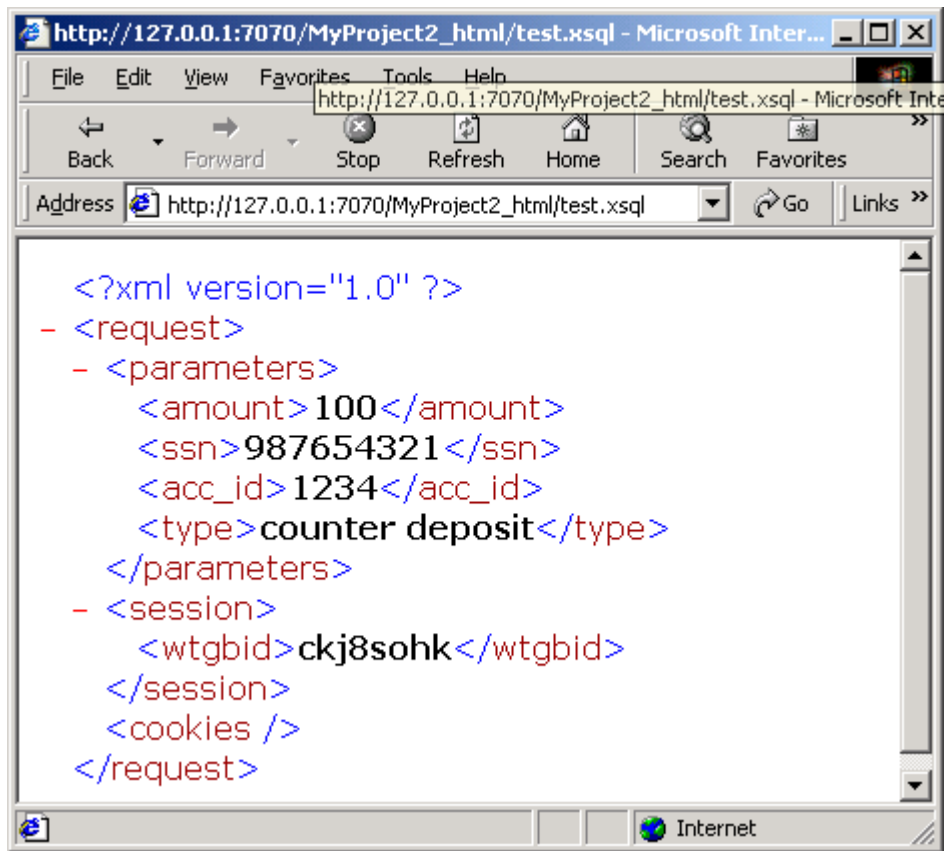 http://127.0.0.1:7070/MyProject2_html/test.xsql - Microsoft Inter...
File Edit View Favorites Tools Help
http://127.0.0.1:7070/MyProject2_html/test.xsql - Microsoft Inte
Back Forward Stop Refresh Home Search Favorites »
Address http://127.0.0.1:7070/MyProject2_html/test.xsql Go Links »
<?xml version="1.0" ?>
– <request>
– <parameters>
<amount>100</amount>
<ssn>987654321</ssn>
<acc_id>1234</acc_id>
<type>counter deposit</type>
</parameters>
– <session>
<wtgbid>ckj8sohk</wtgbid>
</session>
<cookies />
</request>
Internet